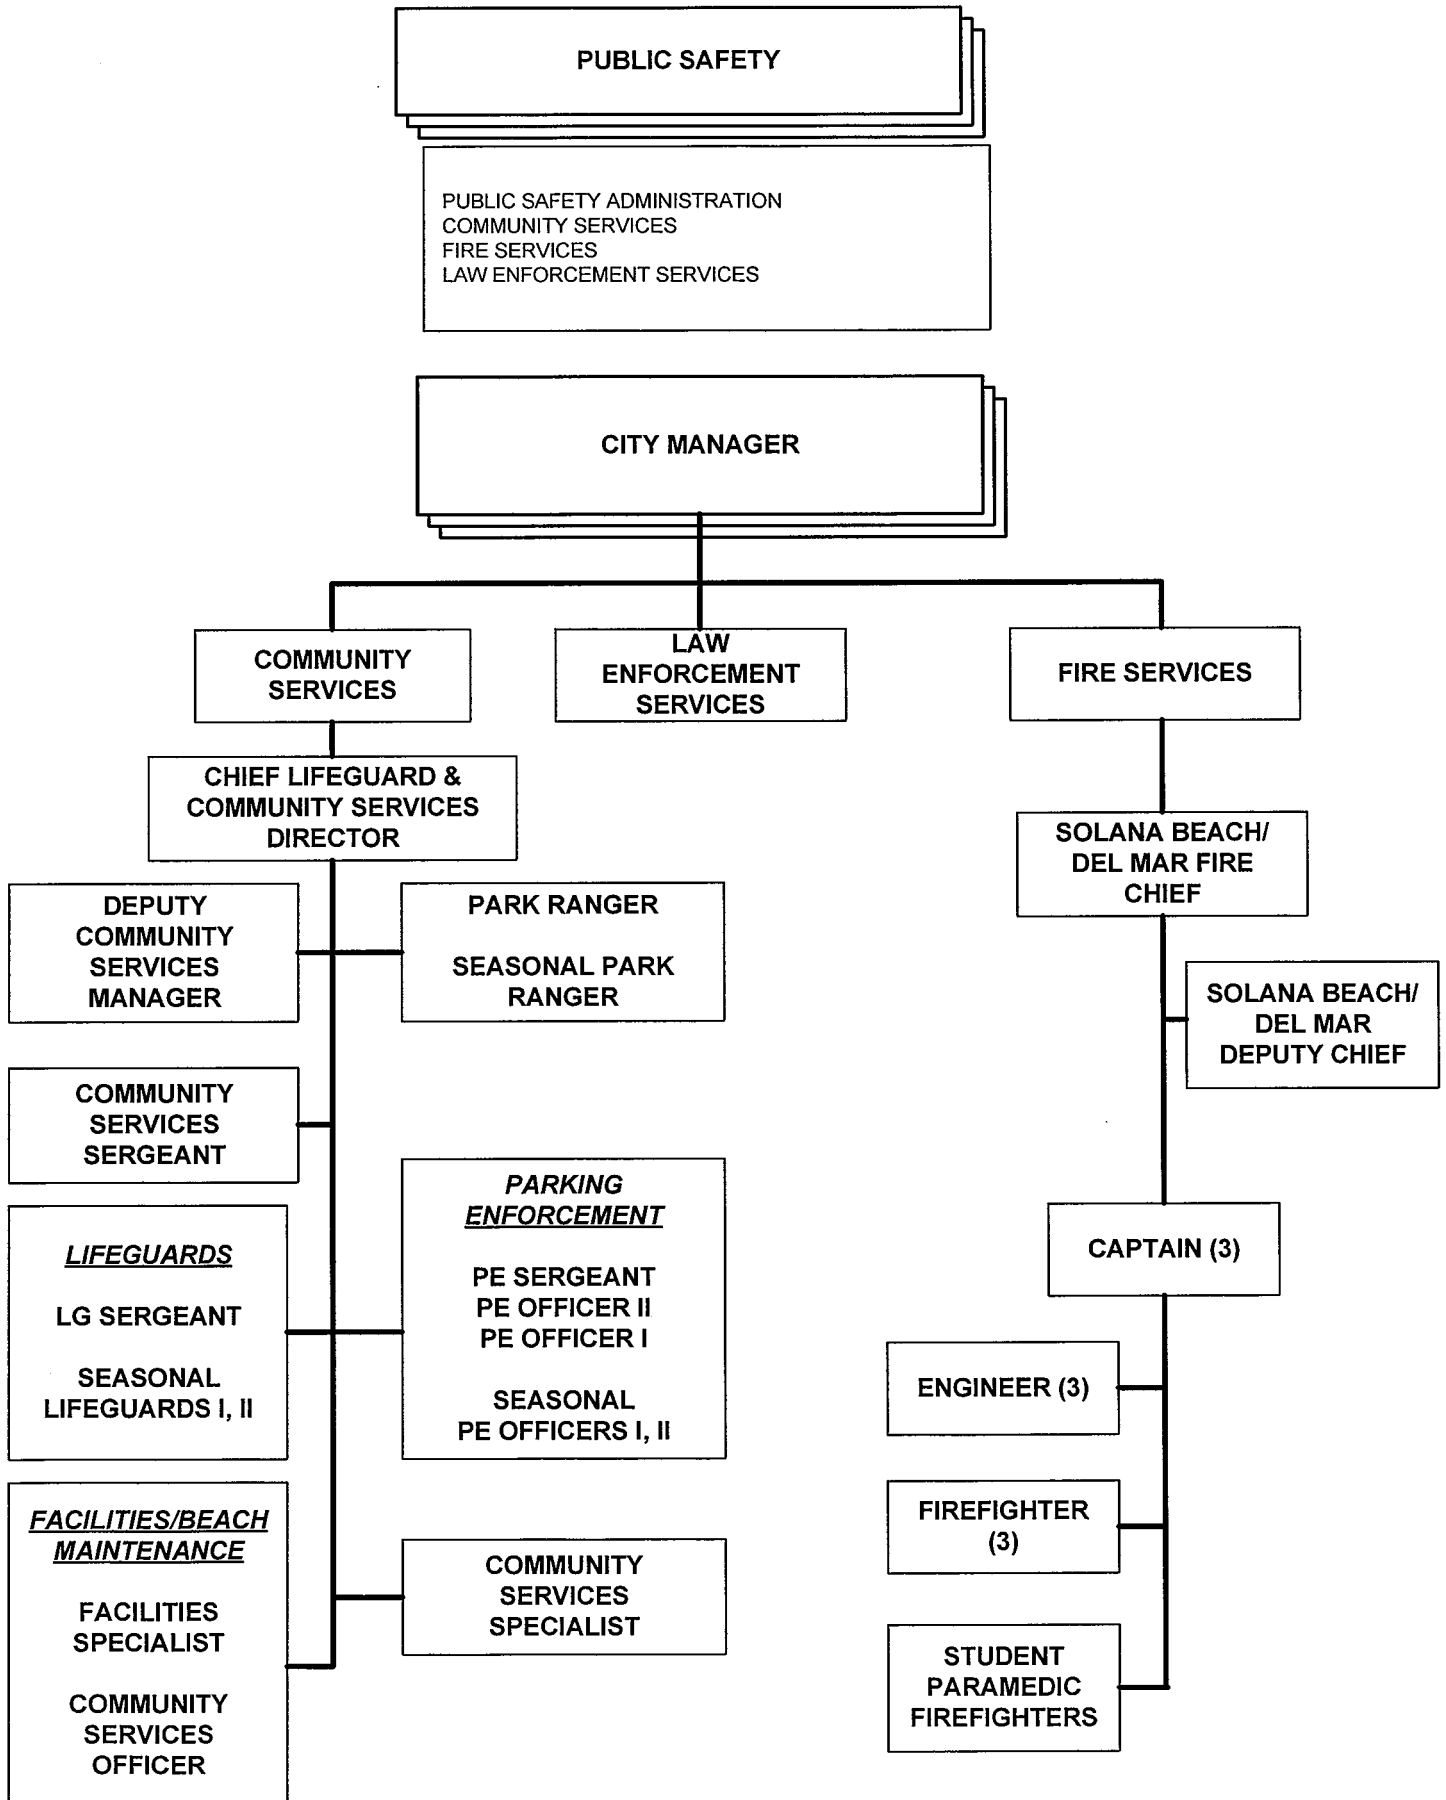 PUBLIC SAFETY
PUBLIC SAFETY ADMINISTRATION
COMMUNITY SERVICES
FIRE SERVICES
LAW ENFORCEMENT SERVICES
CITY MANAGER
COMMUNITY
SERVICES
LAW
ENFORCEMENT
SERVICES
FIRE SERVICES
CHIEF LIFEGUARD &
COMMUNITY SERVICES
DIRECTOR
DEPUTY
COMMUNITY
SERVICES
MANAGER
PARK RANGER
SEASONAL PARK
RANGER
COMMUNITY
SERVICES
SERGEANT
LIFEGUARDS
LG SERGEANT
SEASONAL
LIFEGUARDS I, II
PARKING
ENFORCEMENT
PE SERGEANT
PE OFFICER II
PE OFFICER I
SEASONAL
PE OFFICERS I, II
FACILITIES/BEACH
MAINTENANCE
FACILITIES
SPECIALIST
COMMUNITY
SERVICES
OFFICER
COMMUNITY
SERVICES
SPECIALIST
SOLANA BEACH/
DEL MAR FIRE
CHIEF
SOLANA BEACH/
DEL MAR
DEPUTY CHIEF
CAPTAIN (3)
ENGINEER (3)
FIREFIGHTER
(3)
STUDENT
PARAMEDIC
FIREFIGHTERS